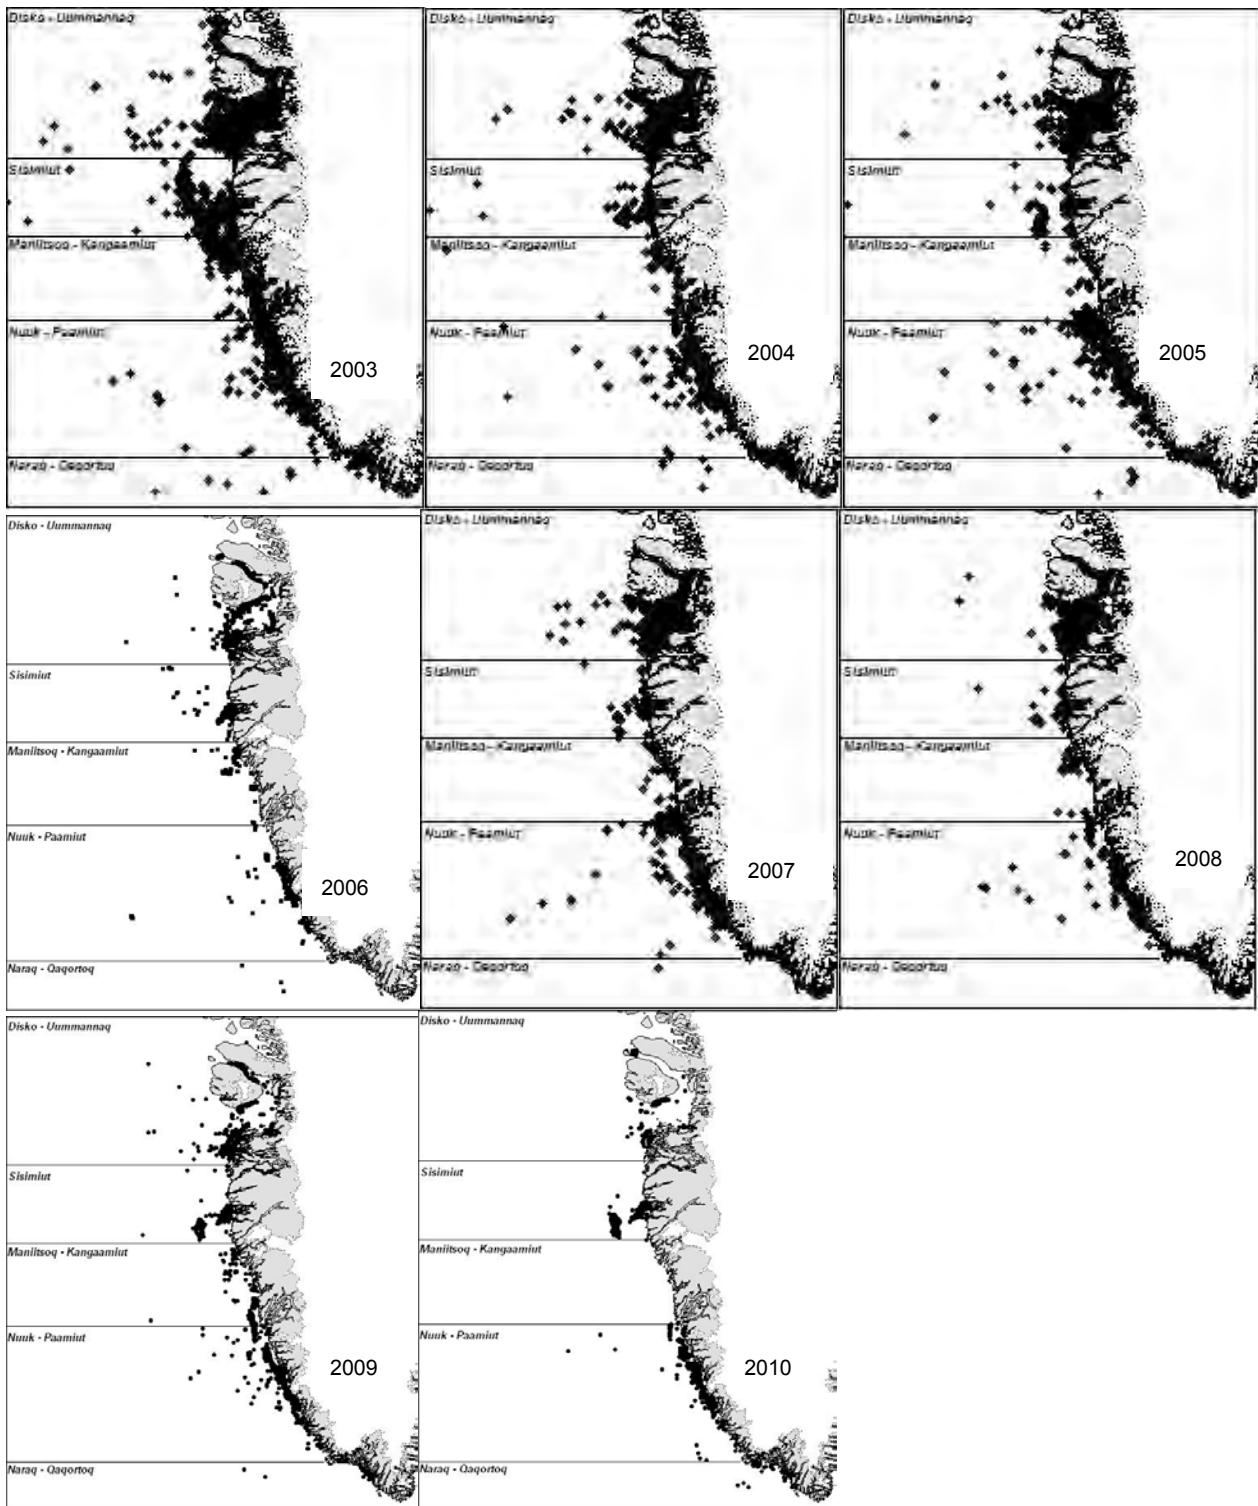 Disko - Uummannaq
Sisimiut
Maniitsoq - Kangaamiut
Nuuk - Paamiut
2003
Naraq - Qaqortoq
Disko - Uummannaq
Sisimiut
Maniitsoq - Kangaamiut
Nuuk - Paamiut
2004
Naraq - Qaqortoq
Disko - Uummannaq
Sisimiut
Maniitsoq - Kangaamiut
Nuuk - Paamiut
2005
Naraq - Qaqortoq
Disko - Uummannaq
Sisimiut
Maniitsoq - Kangaamiut
Nuuk - Paamiut
2006
Naraq - Qaqortoq
Disko - Uummannaq
Sisimiut
Maniitsoq - Kangaamiut
Nuuk - Paamiut
2007
Naraq - Qaqortoq
Disko - Uummannaq
Sisimiut
Maniitsoq - Kangaamiut
Nuuk - Paamiut
2008
Naraq - Qaqortoq
Disko - Uummannaq
Sisimiut
Maniitsoq - Kangaamiut
Nuuk - Paamiut
2009
Naraq - Qaqortoq
Disko - Uummannaq
Sisimiut
Maniitsoq - Kangaamiut
Nuuk - Paamiut
2010
Naraq - Qaqortoq